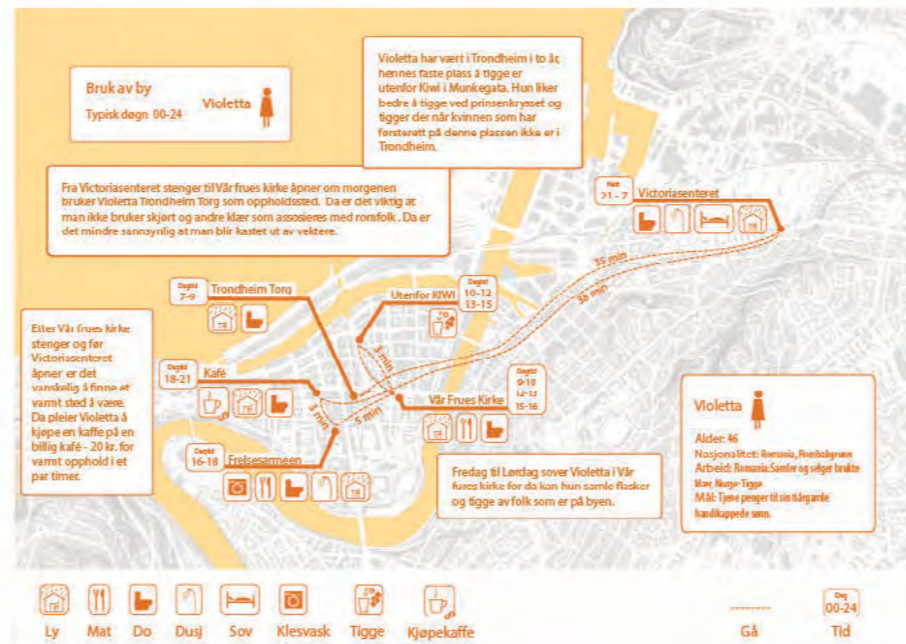 Bruk av by
Typisk døgn 00-24
Violetta
Violetta har vært i Trondheim i to år,
hennes faste plass å tigge er
utenfor Kiwi i Munkegata. Hun liker
bedre å tigge ved prinsenkrysset og
tigger der når kvinnen som har
førsterett på denne plassen ikke er i
Trondheim.
Fra Victoriasenteret stenger til Vår frues kirke åpner om morgenen
bruker Violetta Trondheim Torg som oppholdssted. Da er det viktig at
man ikke bruker skjørt og andre klær som assosieres med romfolk. Da er
det mindre sannsynlig at man blir kastet ut av vektere.
Natt
21-7
Victoriasenteret
35 min
36 min
Dagtid
7-9
Trondheim Torg
Utenfor KIWI
Dagtid
10-12
13-15
3 min
Etter Vår frues kirke
stenger og før
Victoriasenteret
åpner er det
vanskelig å finne et
varmt sted å være.
Da pleier Violetta å
kjøpe en kaffe på en
billig kafé - 20 kr. for
varmt opphold i et
par timer.
Dagtid
18-21
Kafé
3 min
5 min
Vår Frues Kirke
Dagtid
9-10
12-13
15-16
Dagtid
16-18
Frelsesarmeen
Fredag til Lørdag sover Violetta i Vår
fures kirke for da kan hun samle flasker
og tigge av folk som er på byen.
Violetta
Alder: 46
Nasjonalitet: Romania, Rombakgrunn
Arbeid: Romania: Samler og selger brukte
klær, Norge: Tigge
Mål: Tjene penger til sin tiårgamle
handikappede sønn.
Ly
Mat
Do
Dusj
Sov
Klesvask
Tigge
Kjøpekaffe
Gå
Dag
00-24
Tid